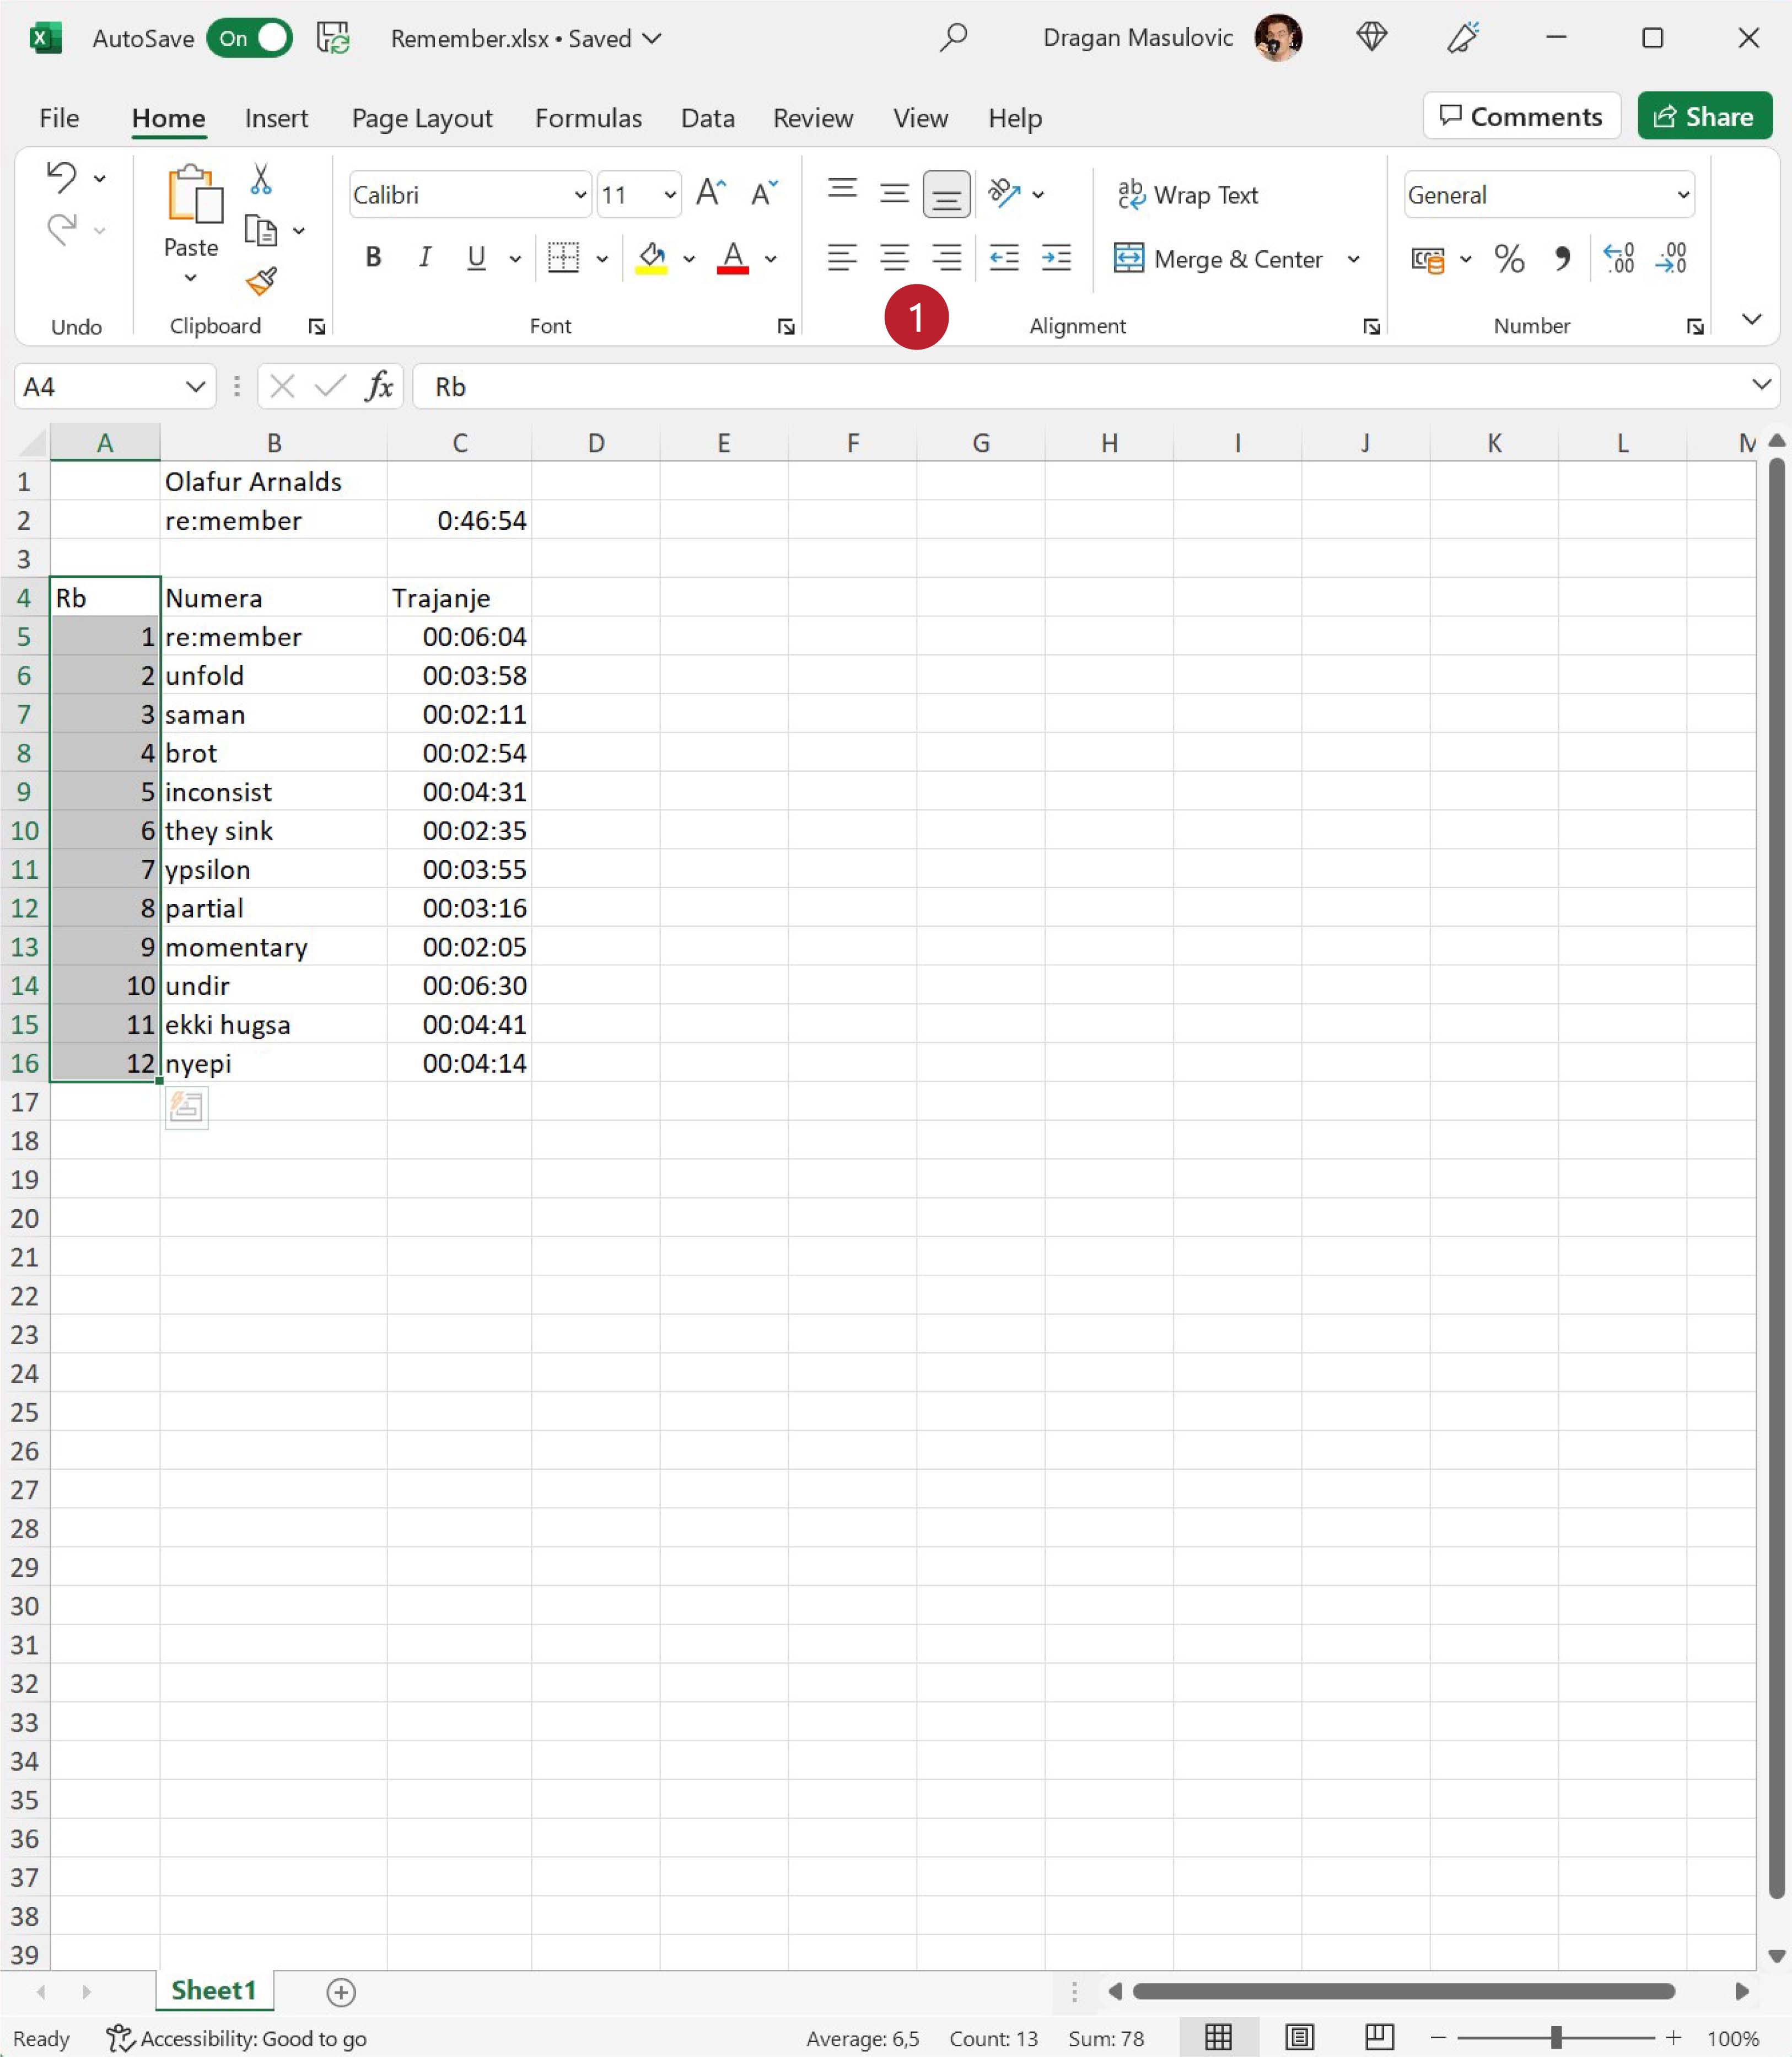 AutoSave On Remember.xlsx • Saved Dragan Masulovic
File Home Insert Page Layout Formulas Data Review View Help Comments Share
Calibri 11 Wrap Text General
Paste B I U A Merge & Center % 
Undo Clipboard Font 1 Alignment Number
A4 fx Rb
A B C D E F G H I J K L M
1 Olafur Arnalds
2 re:member 0:46:54
3
4 Rb Numera Trajanje
5 1 re:member 00:06:04
6 2 unfold 00:03:58
7 3 saman 00:02:11
8 4 brot 00:02:54
9 5 inconsist 00:04:31
10 6 they sink 00:02:35
11 7 ypsilon 00:03:55
12 8 partial 00:03:16
13 9 momentary 00:02:05
14 10 undir 00:06:30
15 11 ekki hugsa 00:04:41
16 12 nyepi 00:04:14
17
18
19
20
21
22
23
24
25
26
27
28
29
30
31
32
33
34
35
36
37
38
39
Sheet1
Ready Accessibility: Good to go Average: 6,5 Count: 13 Sum: 78 100%